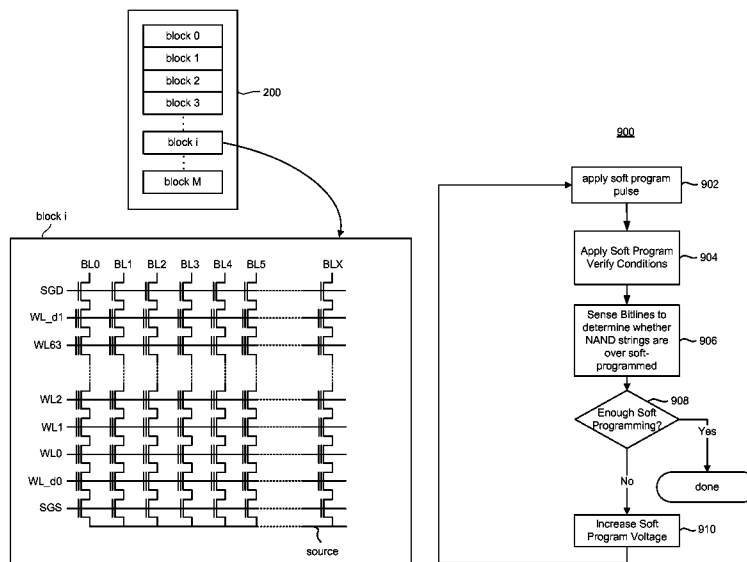 block 0
block 1
block 2
block 3
200
block i
block M
block i
BL0 BL1 BL2 BL3 BL4 BL5 BLX
SGD
WL_d1
WL63
WL2
WL1
WL0
WL_d0
SGS
source
900
apply soft program
pulse
902
Apply Soft Program
Verify Conditions
904
Sense Bitlines to
determine whether
NAND strings are
over soft-
programmed
906
908
Enough Soft
Programming?
Yes
No
done
Increase Soft
Program Voltage
910